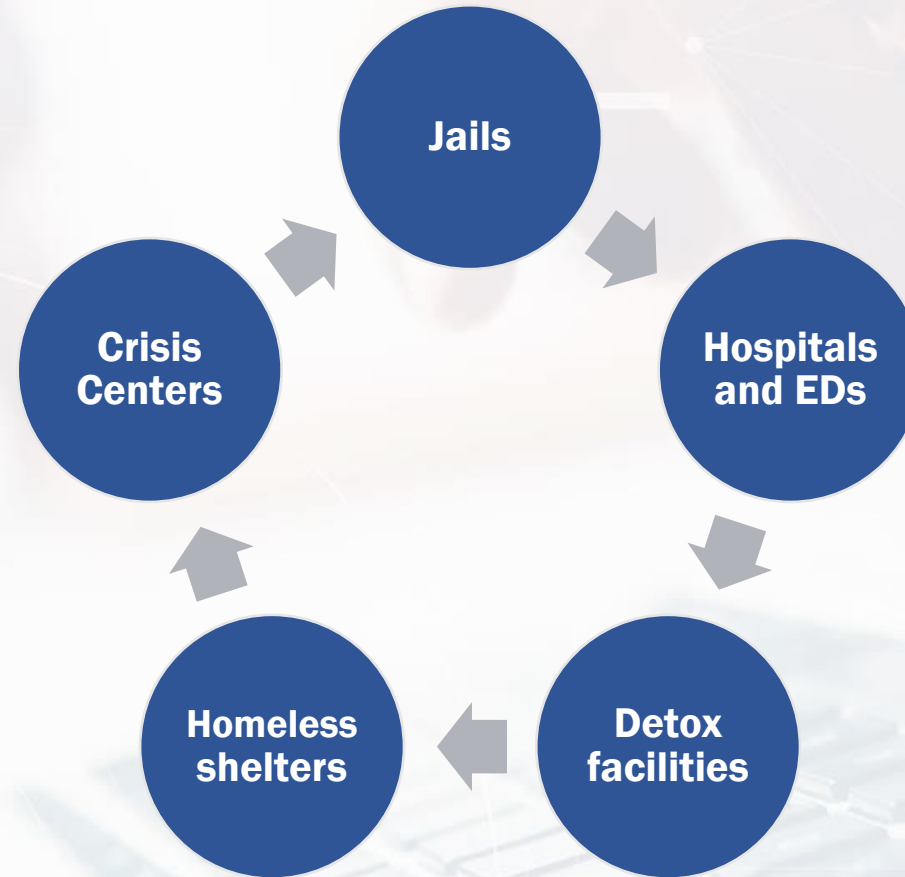 Jails
Hospitals
and EDs
Detox
facilities
Homeless
shelters
Crisis
Centers